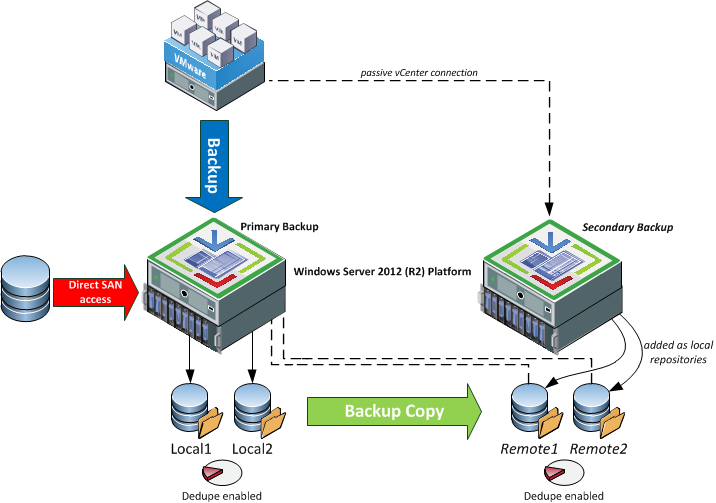 VM
VM
VM
VM
VM
VM
VMware
passive vCenter connection
Backup
Primary Backup
Secondary Backup
Windows Server 2012 (R2) Platform
Direct SAN
access
added as local
repositories
Backup Copy
Local1
Local2
Remote1
Remote2
Dedupe enabled
Dedupe enabled